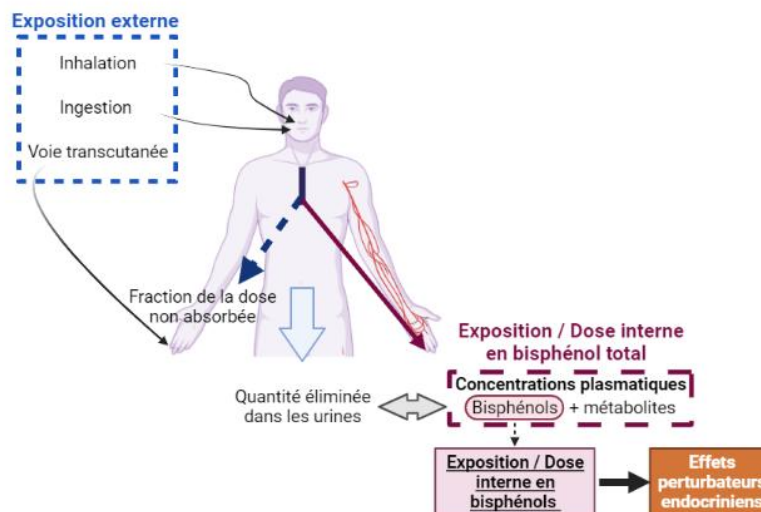 Exposition externe
Inhalation
Ingestion
Voie transcutanée
Fraction de la dose
non absorbée
Exposition / Dose interne
en bisphénol total
Quantité éliminée
dans les urines
Concentrations plasmatiques
Bisphénols + métabolites
Exposition / Dose
interne en
bisphénols
Effets
perturbateurs
endocriniens